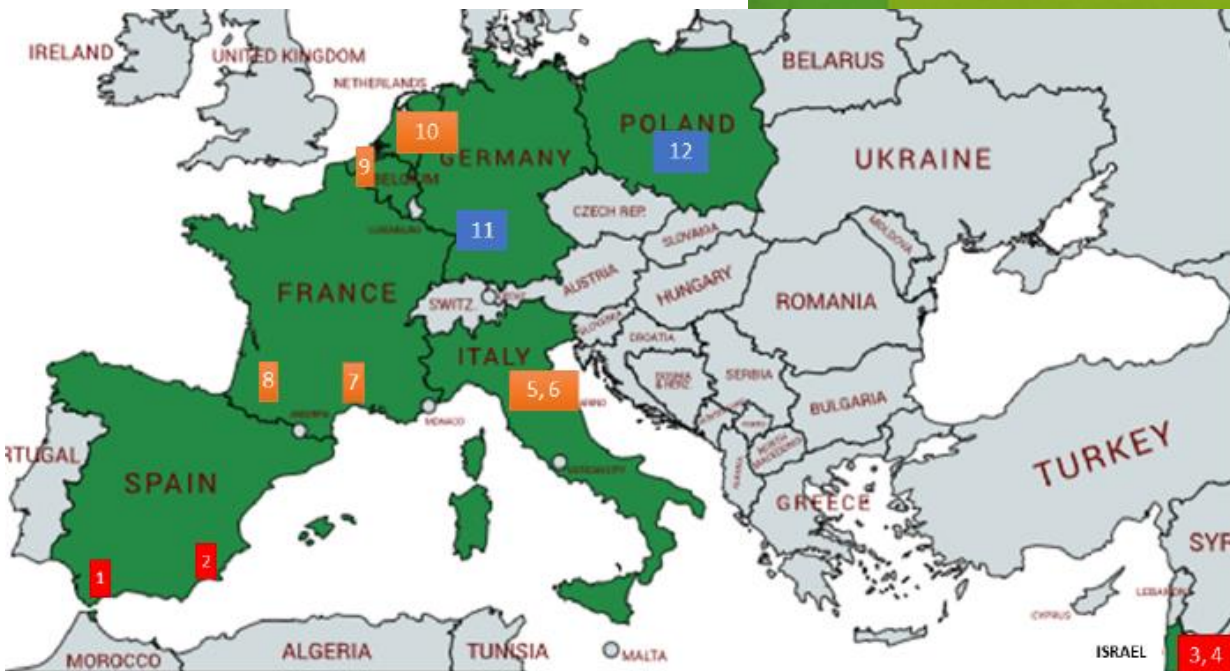 IRELAND
UNITED KINGDOM
NETHERLANDS
BELARUS
10
POLAND
12
9
GERMANY
BELGIUM
UKRAINE
CZECH REP.
11
SLOVAKIA
MOLDOVA
FRANCE
SWITZ.
AUSTRIA
HUNGARY
ROMANIA
SLOVENIA
CROATIA
ITALY
8
7
5, 6
BOSNIA
& HERZ.
SERBIA
MONACO
BULGARIA
RTUGAL
SPAIN
NORTH
MACEDONIA
TURKEY
GREECE
1
2
SYR
LEBANON
CYPRUS
MOROCCO
ALGERIA
TUNISIA
MALTA
ISRAEL
3, 4